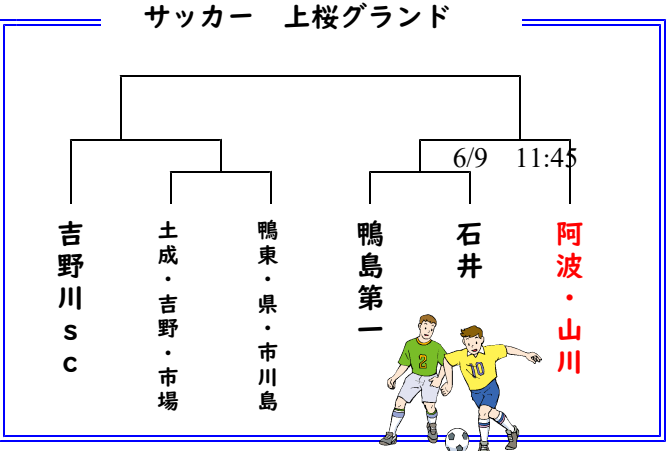 サッカー　上桜グランド
6/9　11:45
吉野川SC
土成・吉野・市場
鴨東・県・市川島
鴨島第一
石井
阿波・山川
2
10